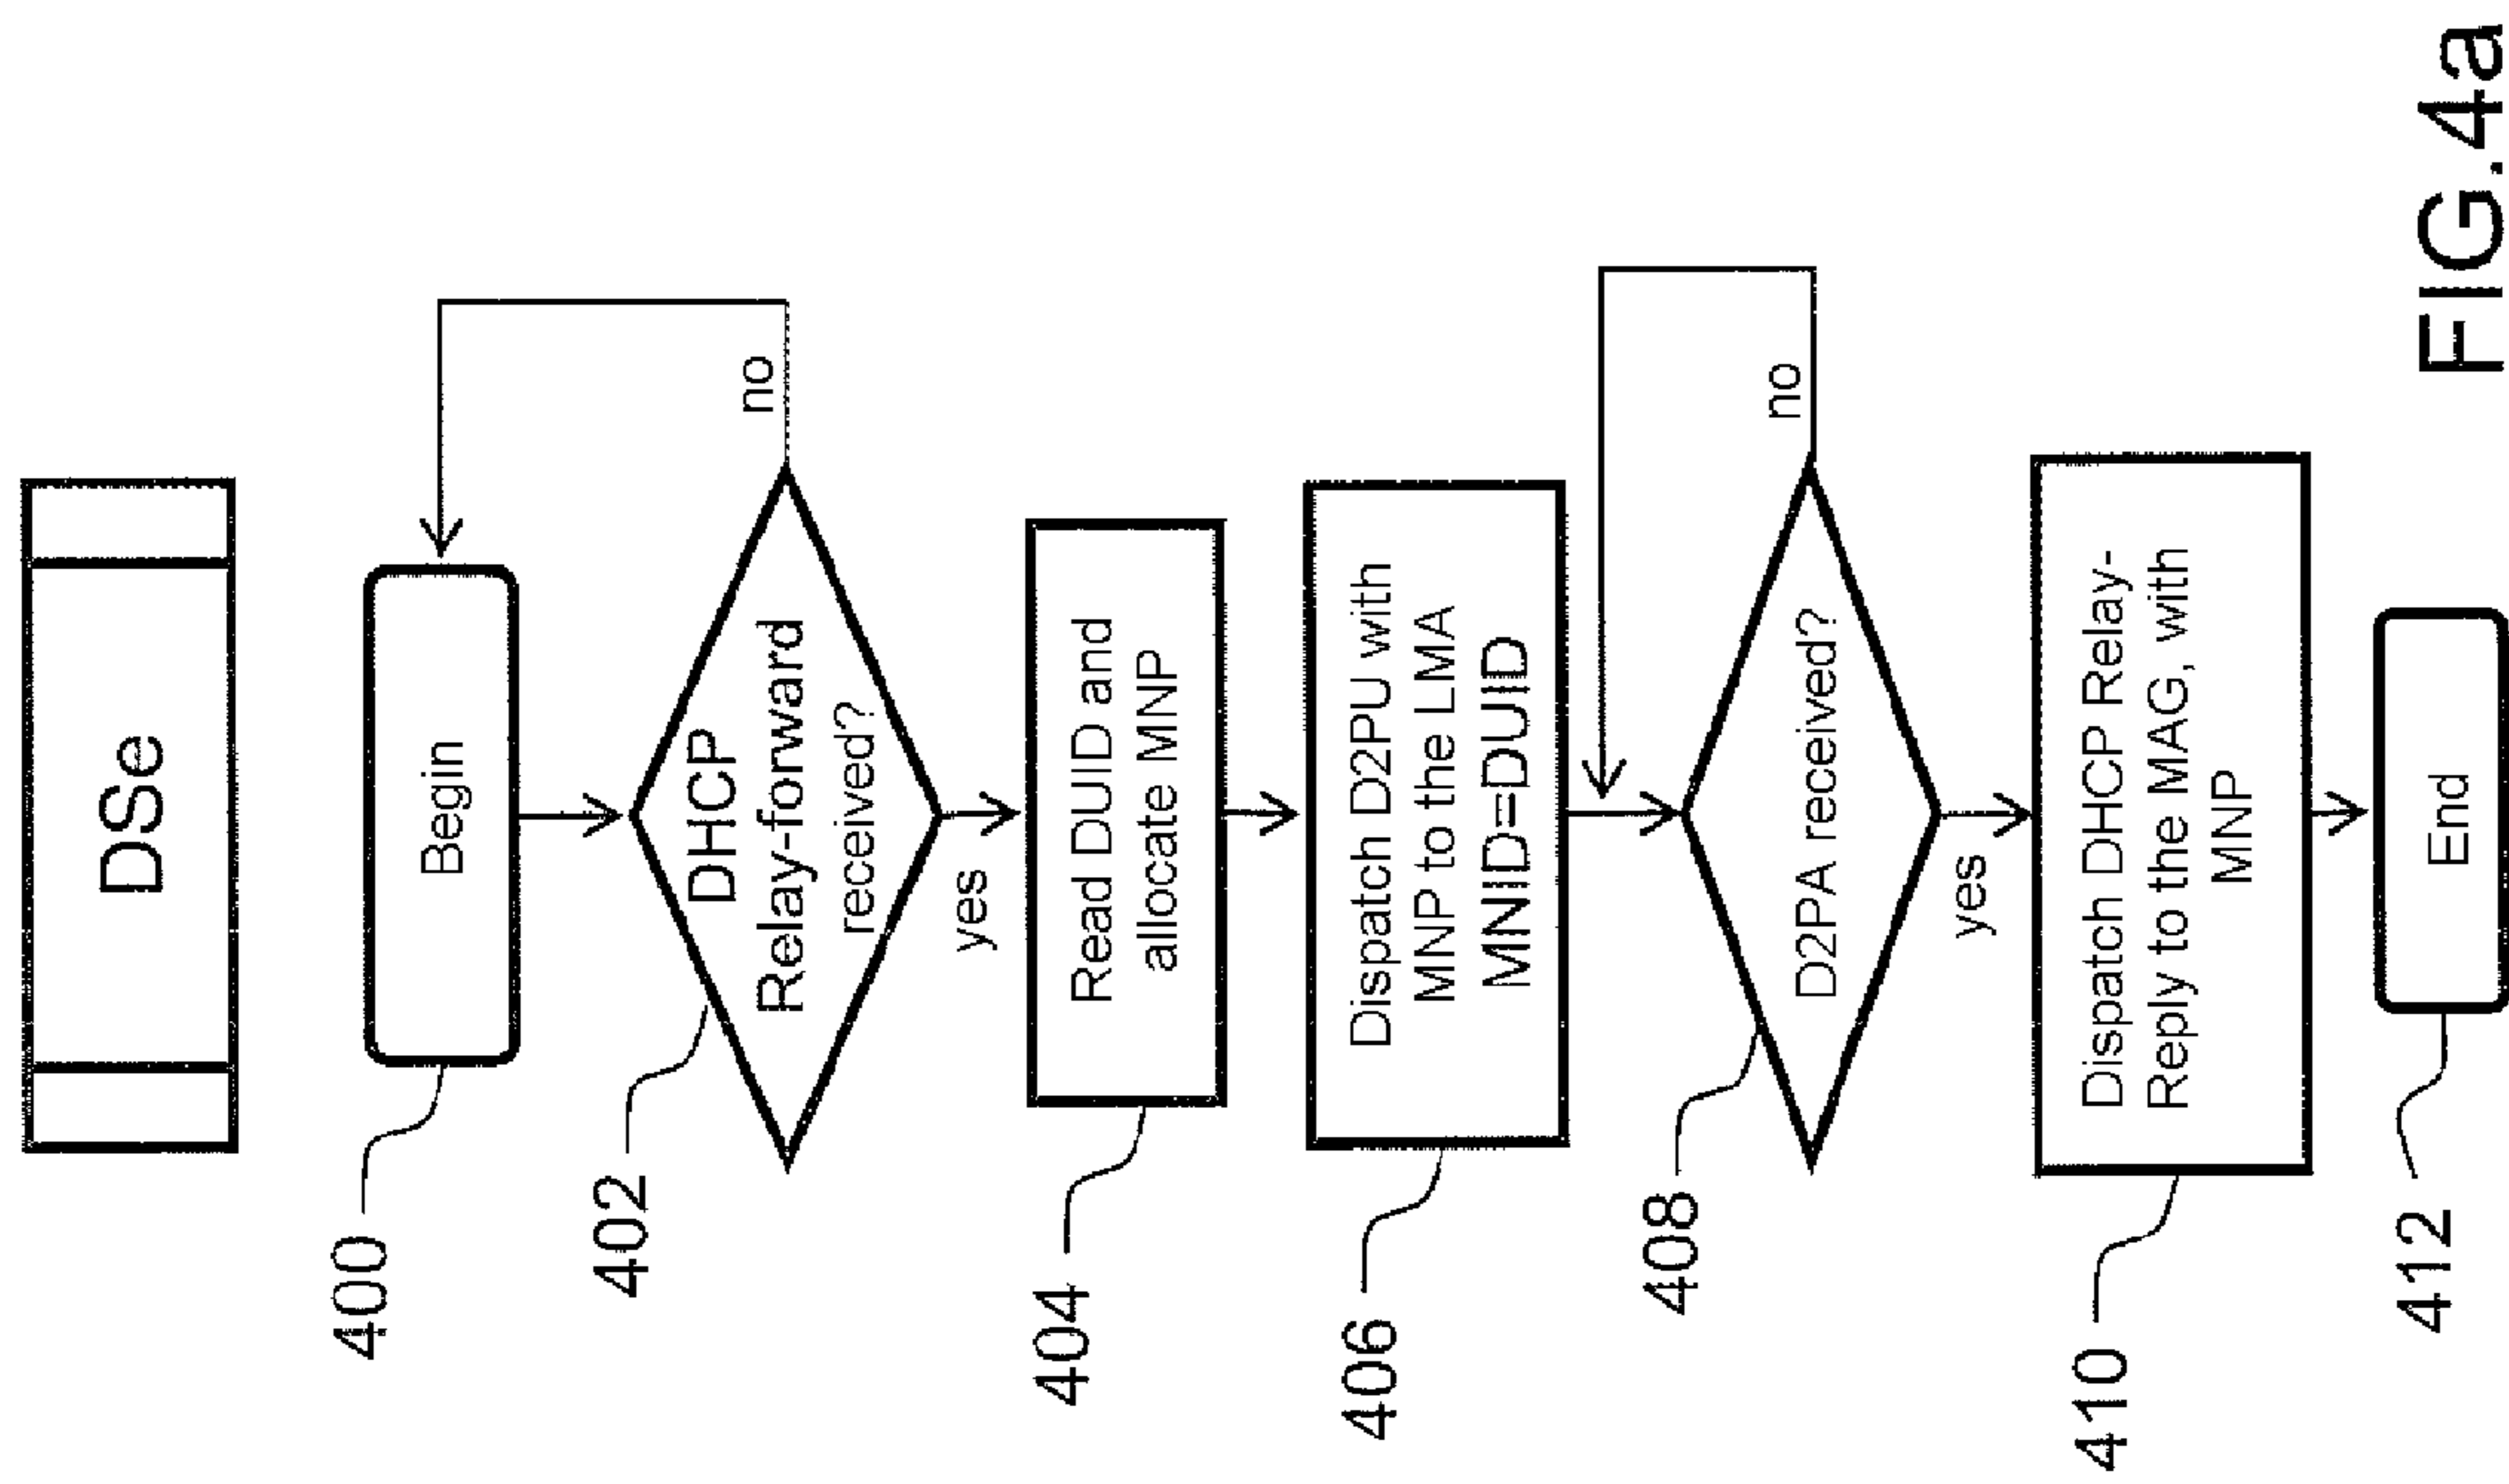 DSe
400
Begin
402
DHCP
Relay-forward
received?
no
yes
404
Read DUID and
allocate MNP
406
Dispatch D2PU with
MNP to the LMA
MNID=DUID
408
D2PA received?
no
yes
410
Dispatch DHCP Relay-
Reply to the MAG, with
MNP
412
End
FIG.4a